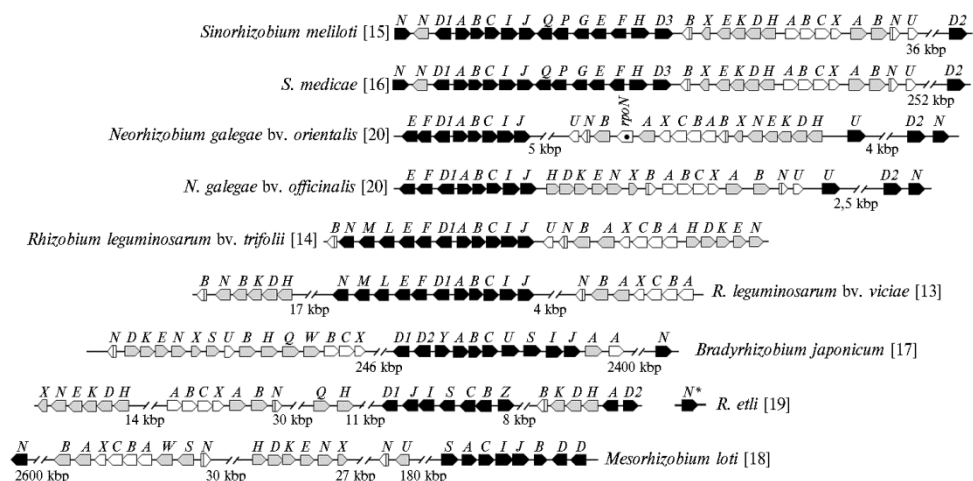 N N D1 A B C I J Q P G E F H D3 B X E K D H A B C X A B N U D2
Sinorhizobium meliloti [15]
36 kbp
N N D1 A B C I J Q P G E F H D3 B X E K D H A B C X A B N U D2
S. medicae [16]
252 kbp
rpoN
E F D1 A B C I J U N B A X C B A B X N E K D H U D2 N
Neorhizobium galegae bv. orientalis [20]
5 kbp 4 kbp
E F D1 A B C I J H D K E N X B A B C X A B N U U D2 N
N. galegae bv. officinalis [20]
2,5 kbp
B N M L E F D1 A B C I J U N B A X C B A H D K E N
Rhizobium leguminosarum bv. trifolii [14]
B N B K D H N M L E F D1 A B C I J N B A X C B A
R. leguminosarum bv. viciae [13]
17 kbp 4 kbp
N D K E N X S U B H Q W B C X D1 D2 Y A B C U S I J A A N
Bradyrhizobium japonicum [17]
246 kbp 2400 kbp
X N E K D H A B C X A B N Q H D1 J I S C B Z B K D H A D2 N*
R. etli [19]
14 kbp 30 kbp 11 kbp 8 kbp
N B A X C B A W S N H D K E N X N U S A C I J B D D
Mesorhizobium loti [18]
2600 kbp 30 kbp 27 kbp 180 kbp